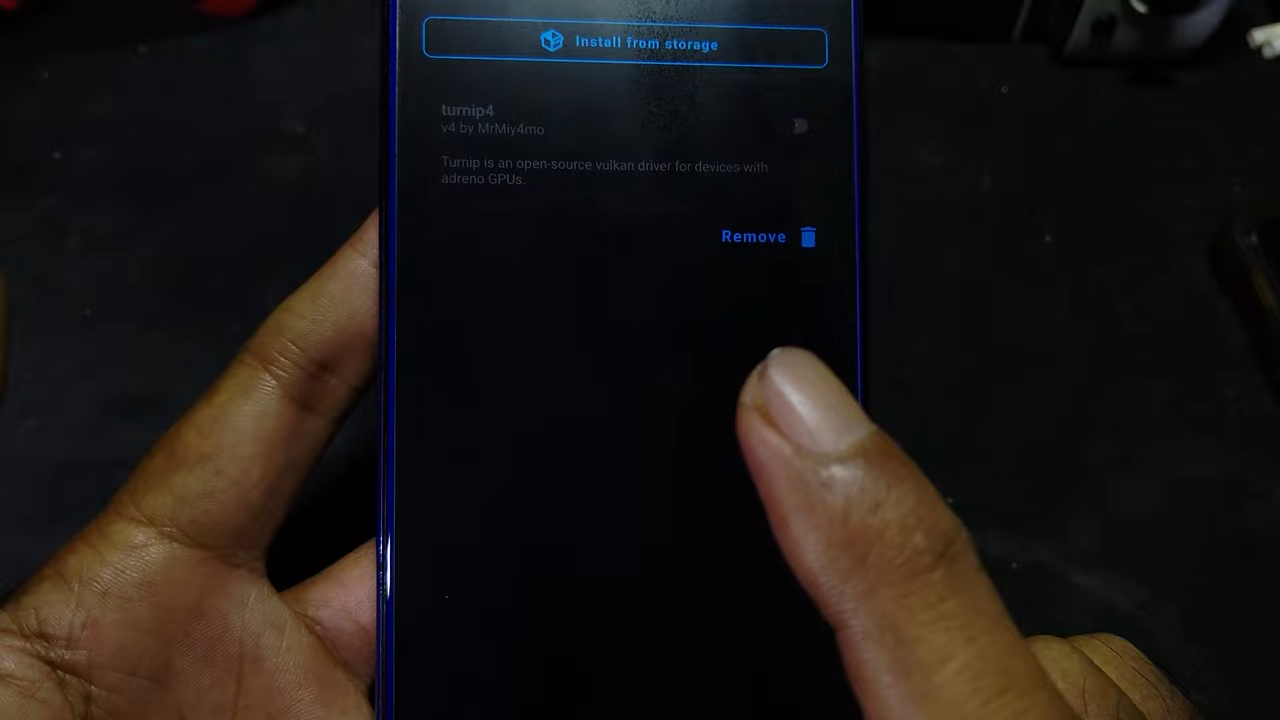 Install from storage
turnip4
v4 by MrMiy4mo
Turnip is an open-source vulkan driver for devices with
adreno GPUs.
Remove